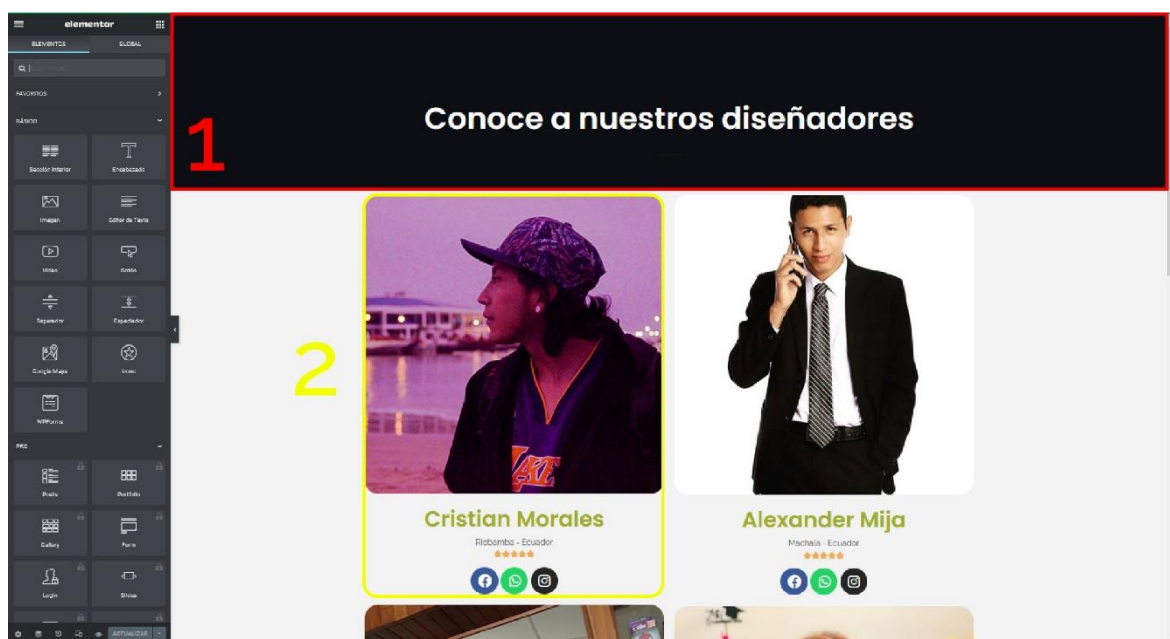 elementor
ELEMENTOS GLOBAL
FAVORITOS
BÁSICO
1
Conoce a nuestros diseñadores
Sección Interior Encabezado
Imagen Editor de Texto
Video Botón
Separador Espaciador
Google Maps Icono
WPForms
PRO
Posts Portfolio
Gallery Form
Login Slides
ACTUALIZAR
2
LAKE
Cristian Morales
Riobamba - Ecuador
Alexander Mija
Machala - Ecuador